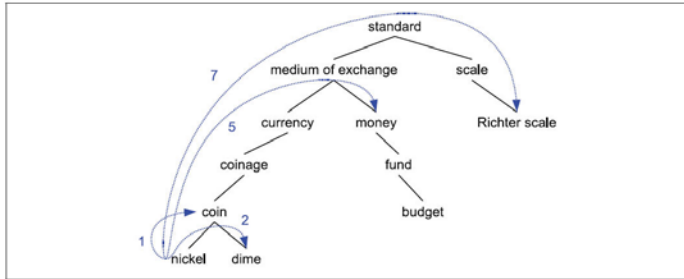 standard
7
medium of exchange
scale
5
currency
money
Richter scale
coinage
fund
coin
2
budget
1
nickel
dime